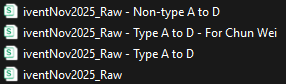 iventNov2025_Raw - Non-type A to D
iventNov2025_Raw - Type A to D - For Chun Wei
iventNov2025_Raw - Type A to D
iventNov2025_Raw